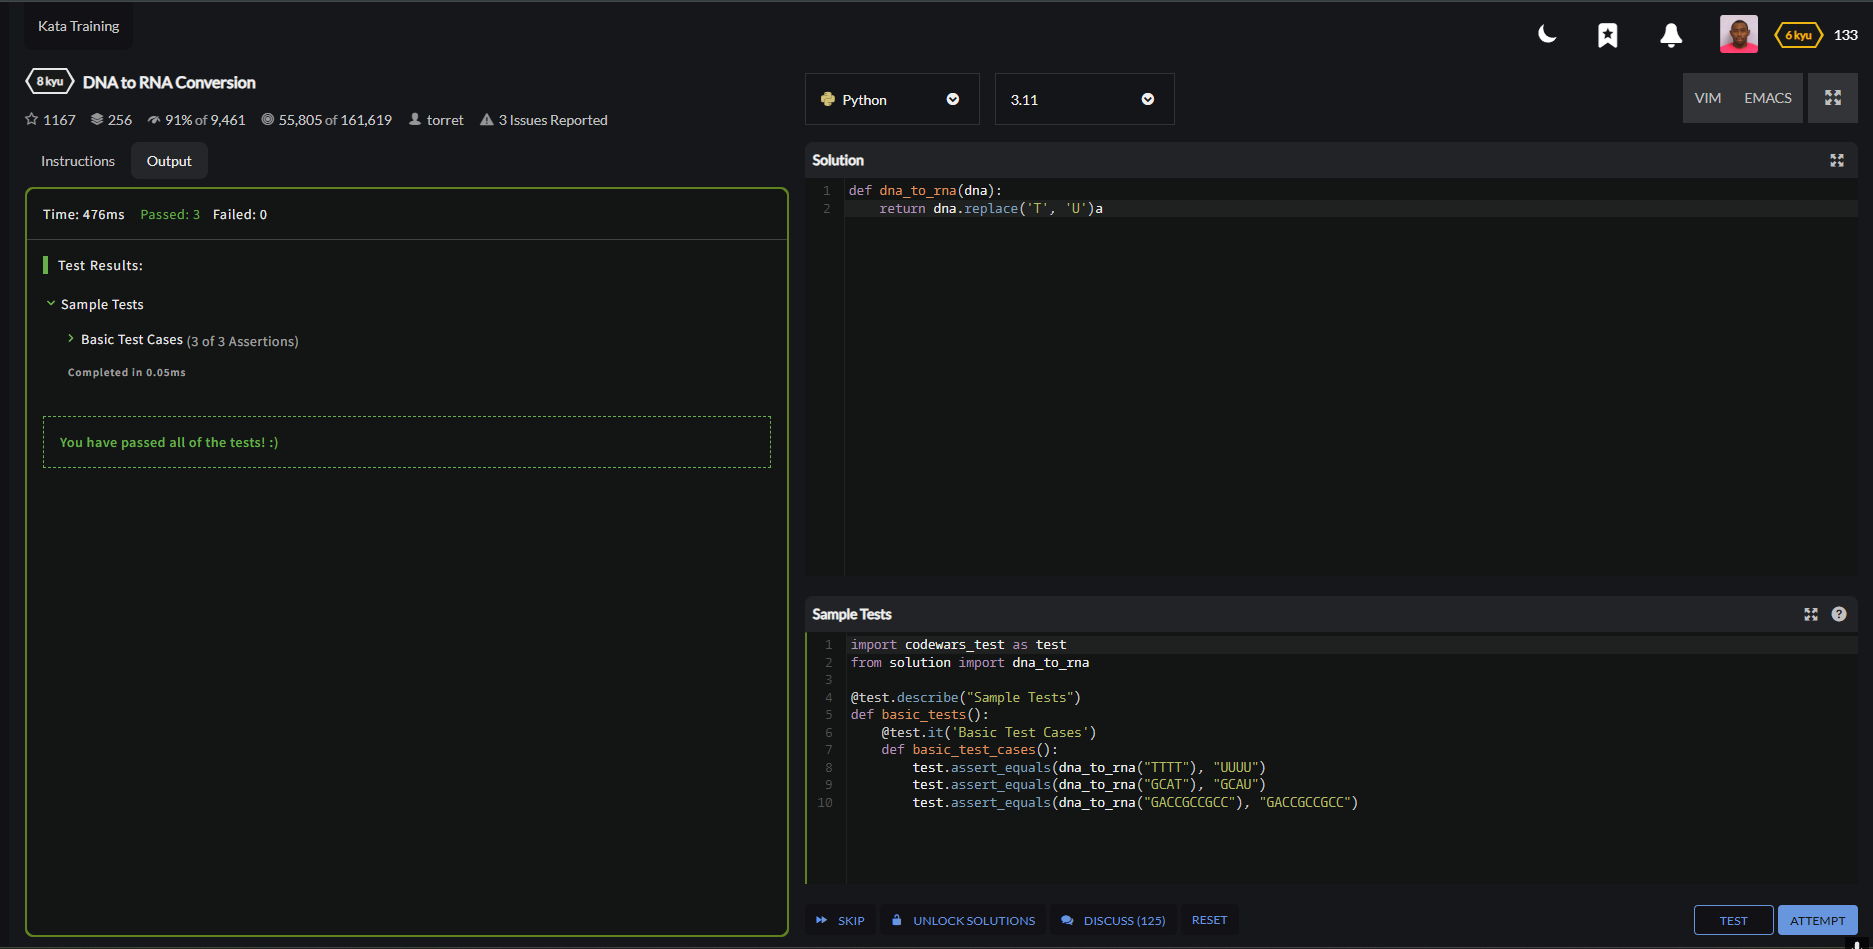 Kata Training
6 kyu 133
8 kyu DNA to RNA Conversion
1167 256 91% of 9,461 55,805 of 161,619 torret 3 Issues Reported
Python
3.11
VIM EMACS
Instructions Output
Time: 476ms Passed: 3 Failed: 0
Test Results:
Sample Tests
Basic Test Cases (3 of 3 Assertions)
Completed in 0.05ms
You have passed all of the tests! :)
Solution
1 def dna_to_rna(dna):
2     return dna.replace('T', 'U')a
Sample Tests
?
1 import codewars_test as test
2 from solution import dna_to_rna
3
4 @test.describe("Sample Tests")
5 def basic_tests():
6     @test.it('Basic Test Cases')
7     def basic_test_cases():
8         test.assert_equals(dna_to_rna("TTTT"), "UUUU")
9         test.assert_equals(dna_to_rna("GCAT"), "GCAU")
10         test.assert_equals(dna_to_rna("GACCGCCGCC"), "GACCGCCGCC")
SKIP UNLOCK SOLUTIONS DISCUSS (125) RESET
TEST ATTEMPT